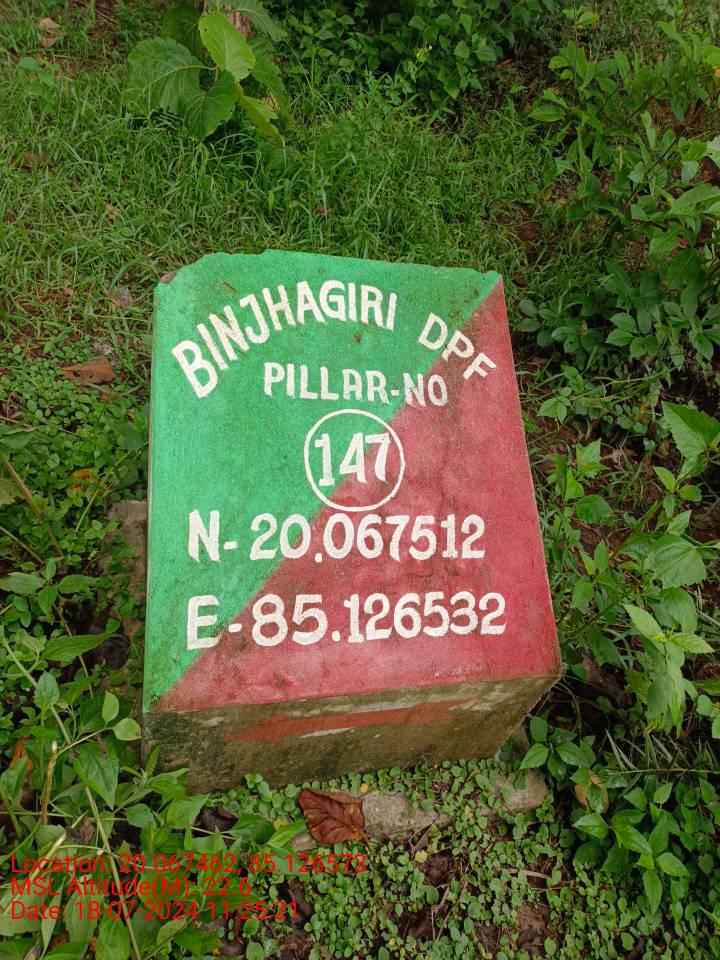 BINJHAGIRI DPF
PILLAR-NO
147
N-20.067512
E-85.126532
Location: 20.067462, 85.126573
MSL Altitude(M) -22.6
Date: 18-07-2024 11:25:21